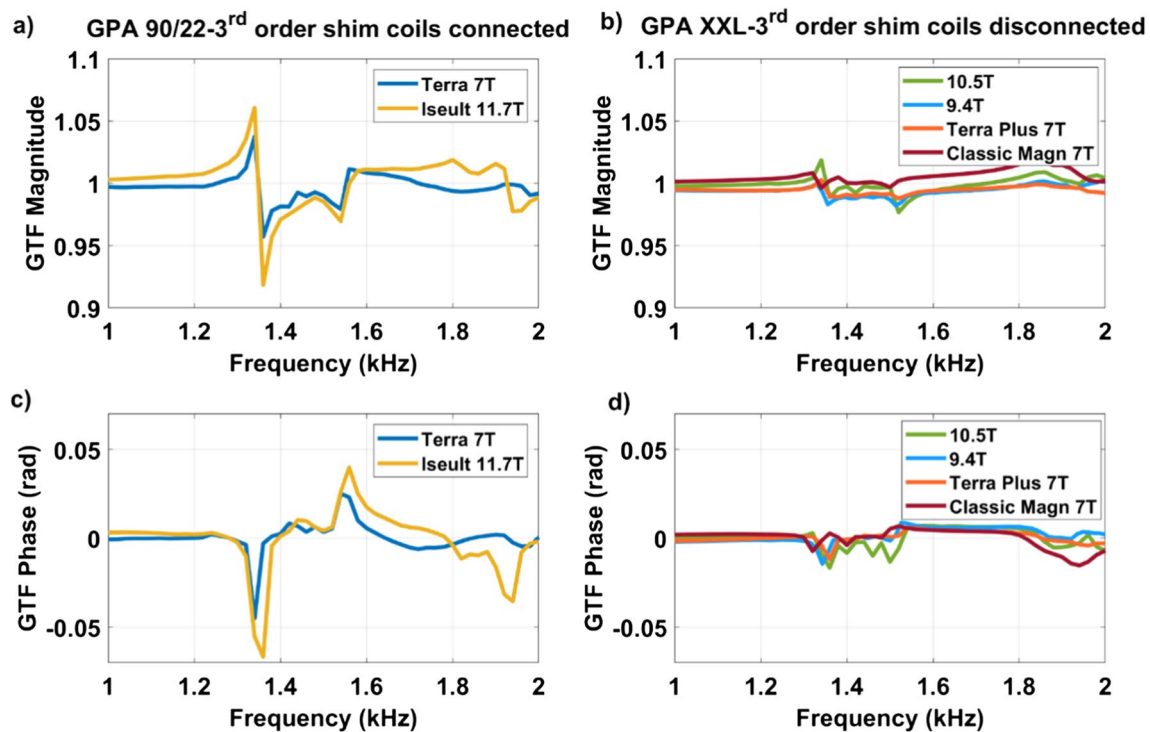 a)
GPA 90/22-3rd order shim coils connected
1.1
1.05
1
0.95
0.9
GTF Magnitude
Terra 7T
Iseult 11.7T
1
1.2
1.4
1.6
1.8
2
Frequency (kHz)
b)
GPA XXL-3rd order shim coils disconnected
1.1
1.05
1
0.95
0.9
GTF Magnitude
10.5T
9.4T
Terra Plus 7T
Classic Magn 7T
1
1.2
1.4
1.6
1.8
2
Frequency (kHz)
c)
0.05
0
-0.05
GTF Phase (rad)
Terra 7T
Iseult 11.7T
1
1.2
1.4
1.6
1.8
2
Frequency (kHz)
d)
0.05
0
-0.05
GTF Phase (rad)
10.5T
9.4T
Terra Plus 7T
Classic Magn 7T
1
1.2
1.4
1.6
1.8
2
Frequency (kHz)